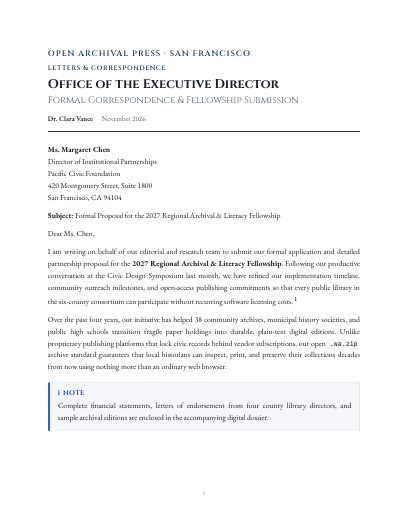 OPEN ARCHIVAL PRESS · SAN FRANCISCO
LETTERS & CORRESPONDENCE
OFFICE OF THE EXECUTIVE DIRECTOR
FORMAL CORRESPONDENCE & FELLOWSHIP SUBMISSION
Dr. Clara Vance November 2026
Ms. Margaret Chen
Director of Institutional Partnerships
Pacific Civic Foundation
420 Montgomery Street, Suite 1800
San Francisco, CA 94104
Subject: Formal Proposal for the 2027 Regional Archival & Literacy Fellowship
Dear Ms. Chen,
I am writing on behalf of our editorial and research team to submit our formal application and detailed
partnership proposal for the 2027 Regional Archival & Literacy Fellowship. Following our productive
conversation at the Civic Design Symposium last month, we have refined our implementation timeline,
community outreach milestones, and open-access publishing commitments so that every public library in
the six-county consortium can participate without recurring software licensing costs. 1
Over the past four years, our initiative has helped 38 community archives, municipal history societies, and
public high schools transition fragile paper holdings into durable, plain-text digital editions. Unlike
proprietary publishing platforms that lock civic records behind vendor subscriptions, our open .wa.zip
archive standard guarantees that local historians can inspect, print, and preserve their collections decades
from now using nothing more than an ordinary web browser.
i NOTE
Complete financial statements, letters of endorsement from four county library directors, and
sample archival editions are enclosed in the accompanying digital dossier.
1